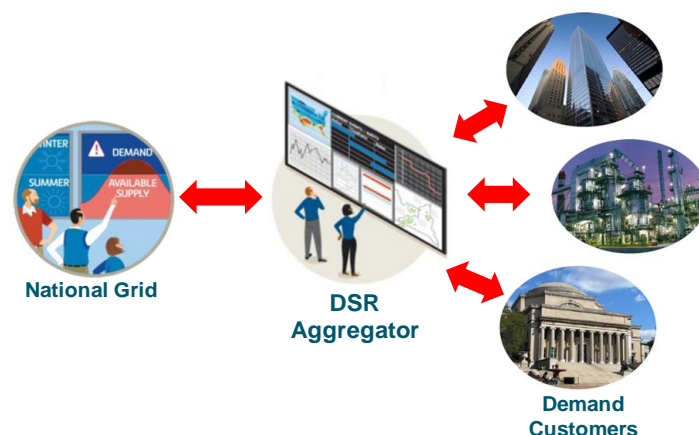 WINTER
DEMAND
SUMMER
AVAILABLE
SUPPLY
National Grid
DSR
Aggregator
Demand
Customers